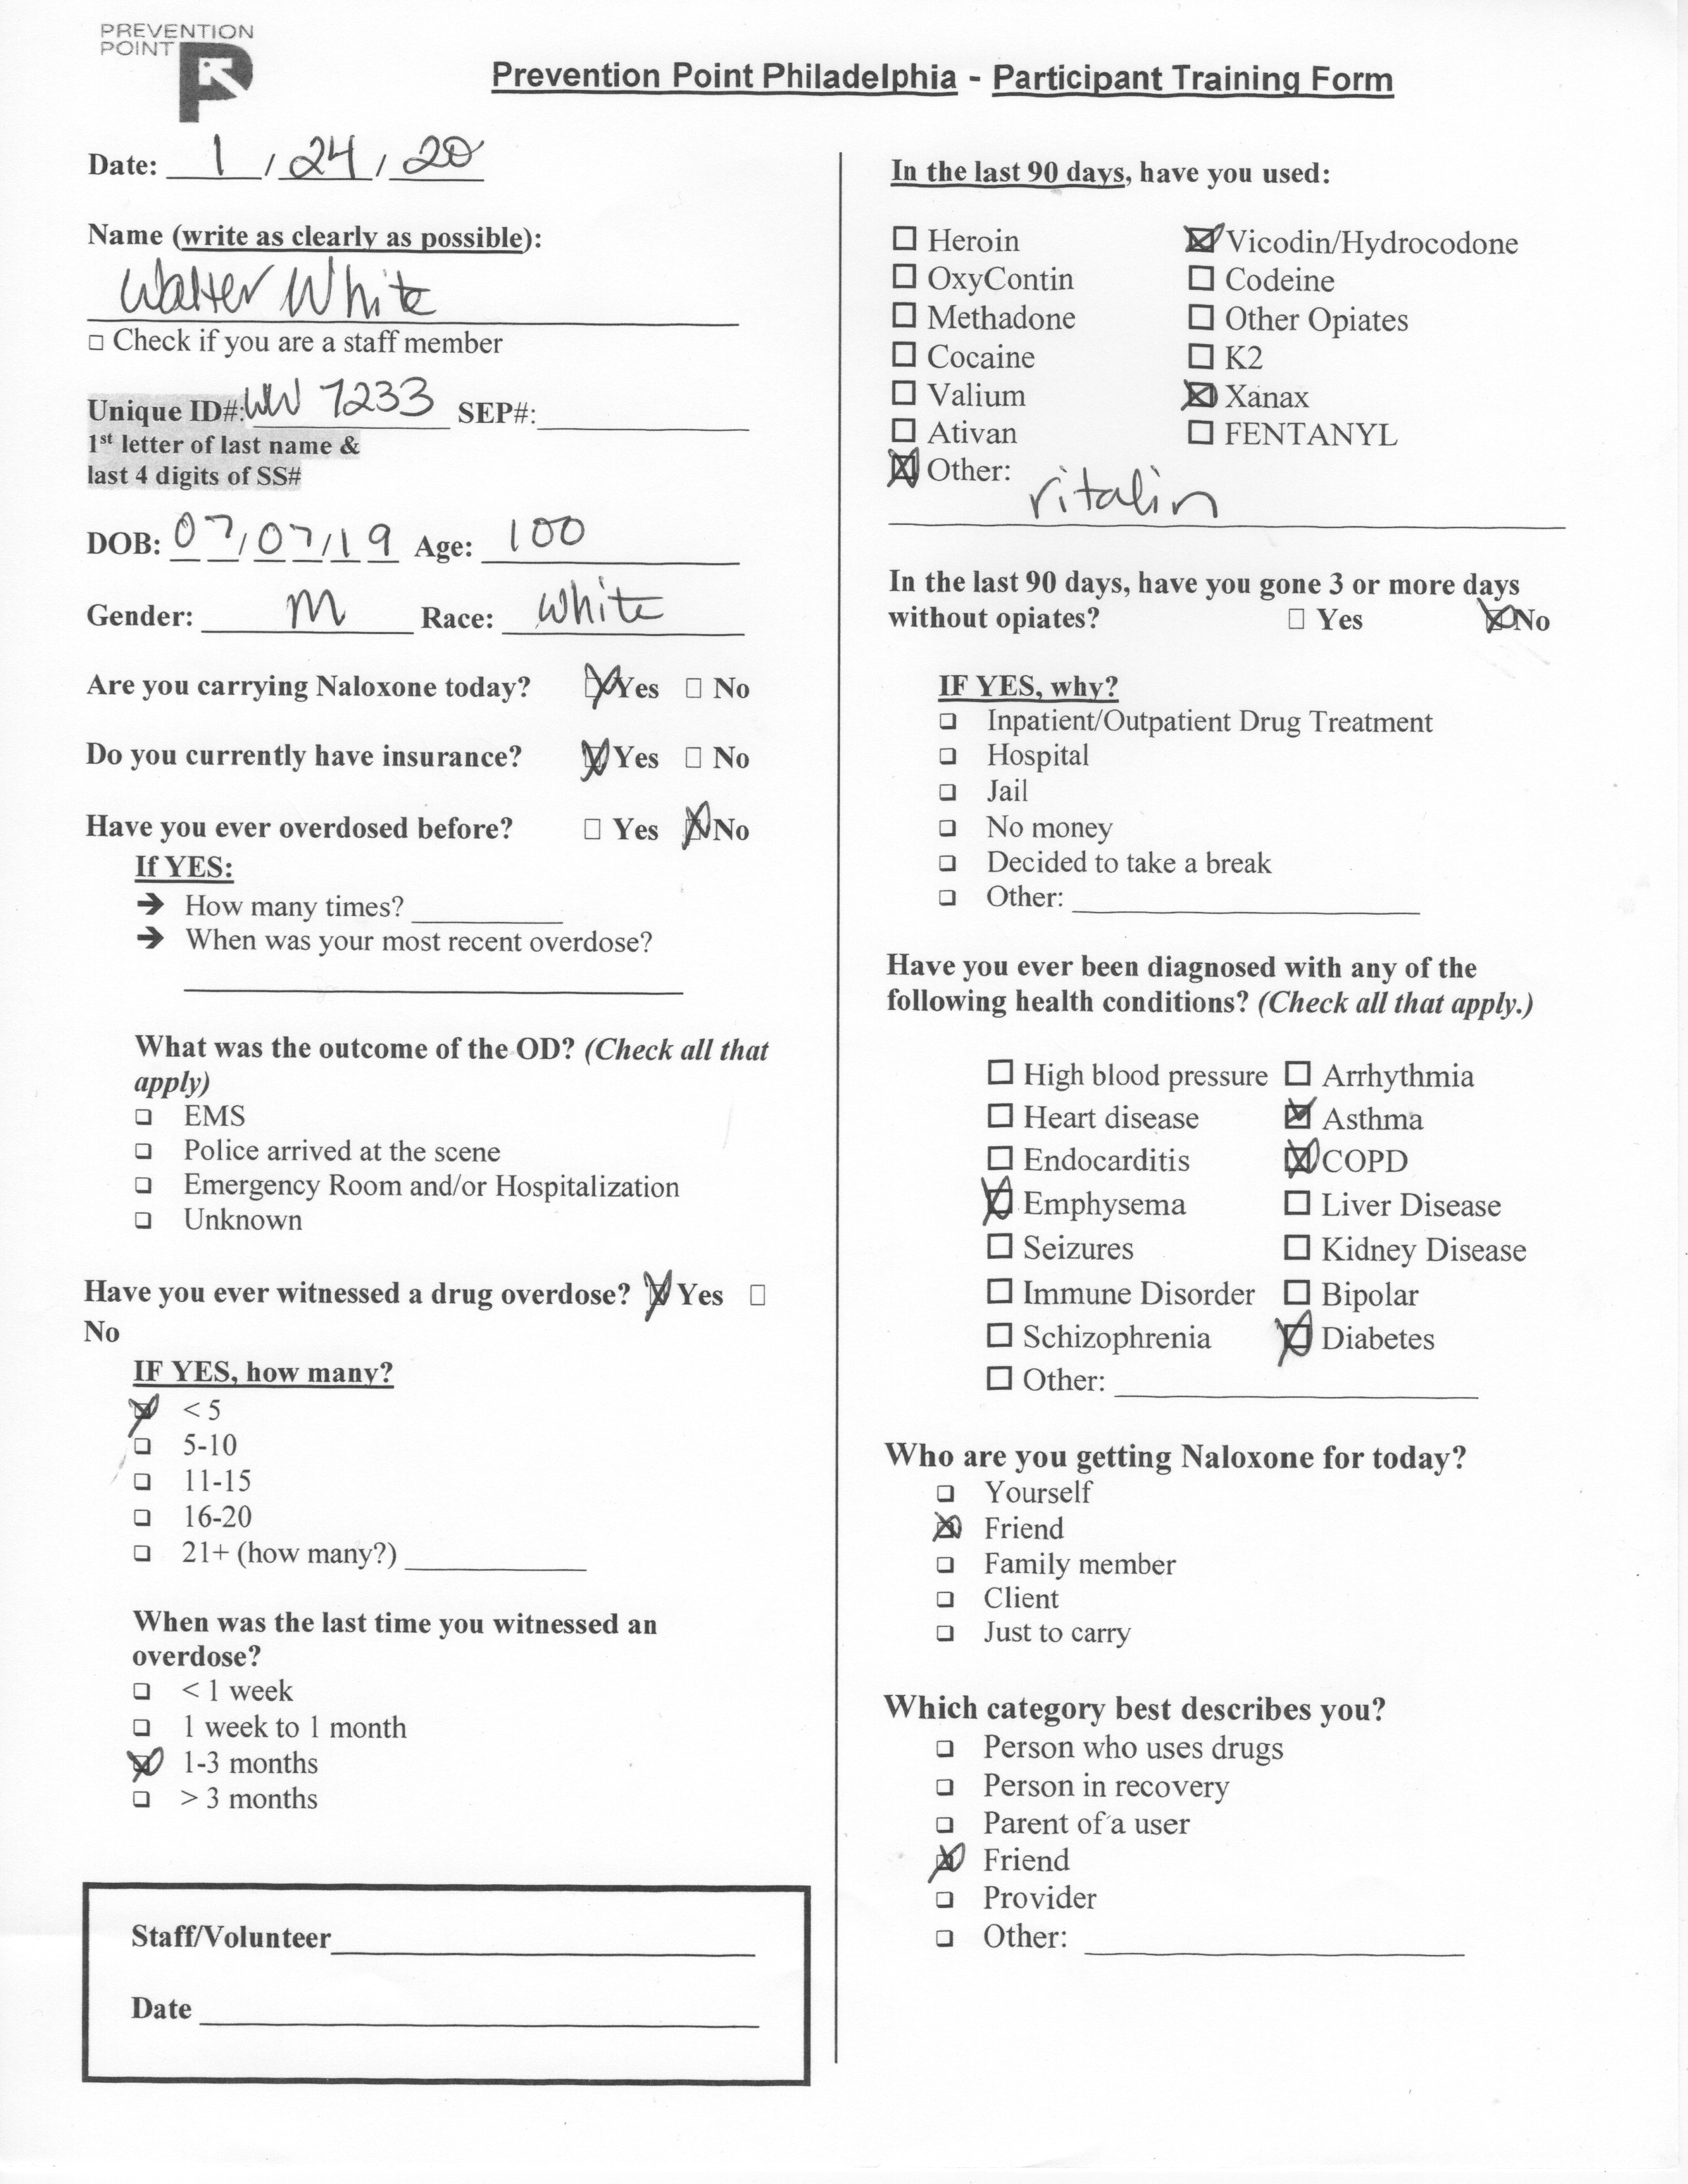 PREVENTION
POINT
Prevention Point Philadelphia - Participant Training Form
Date: 1 / 24 / 20
Name (write as clearly as possible):
Walter White
□ Check if you are a staff member
Unique ID#: WW 7233 SEP#:
1st letter of last name &
last 4 digits of SS#
DOB: 07/07/19 Age: 100
Gender: M Race: White
Are you carrying Naloxone today? ☒ Yes □ No
Do you currently have insurance? ☒ Yes □ No
Have you ever overdosed before? □ Yes ☒ No
If YES:
➔ How many times?
➔ When was your most recent overdose?
What was the outcome of the OD? (Check all that
apply)
□ EMS
□ Police arrived at the scene
□ Emergency Room and/or Hospitalization
□ Unknown
Have you ever witnessed a drug overdose? ☒ Yes □
No
IF YES, how many?
☒ < 5
□ 5-10
□ 11-15
□ 16-20
□ 21+ (how many?)
When was the last time you witnessed an
overdose?
□ < 1 week
□ 1 week to 1 month
☒ 1-3 months
□ > 3 months
Staff/Volunteer
Date
In the last 90 days, have you used:
□ Heroin ☒ Vicodin/Hydrocodone
□ OxyContin □ Codeine
□ Methadone □ Other Opiates
□ Cocaine □ K2
□ Valium ☒ Xanax
□ Ativan □ FENTANYL
☒ Other:
ritalin
In the last 90 days, have you gone 3 or more days
without opiates? □ Yes ☒ No
IF YES, why?
□ Inpatient/Outpatient Drug Treatment
□ Hospital
□ Jail
□ No money
□ Decided to take a break
□ Other:
Have you ever been diagnosed with any of the
following health conditions? (Check all that apply.)
□ High blood pressure □ Arrhythmia
□ Heart disease ☒ Asthma
□ Endocarditis ☒ COPD
☒ Emphysema □ Liver Disease
□ Seizures □ Kidney Disease
□ Immune Disorder □ Bipolar
□ Schizophrenia ☒ Diabetes
□ Other:
Who are you getting Naloxone for today?
□ Yourself
☒ Friend
□ Family member
□ Client
□ Just to carry
Which category best describes you?
□ Person who uses drugs
□ Person in recovery
□ Parent of a user
☒ Friend
□ Provider
□ Other: